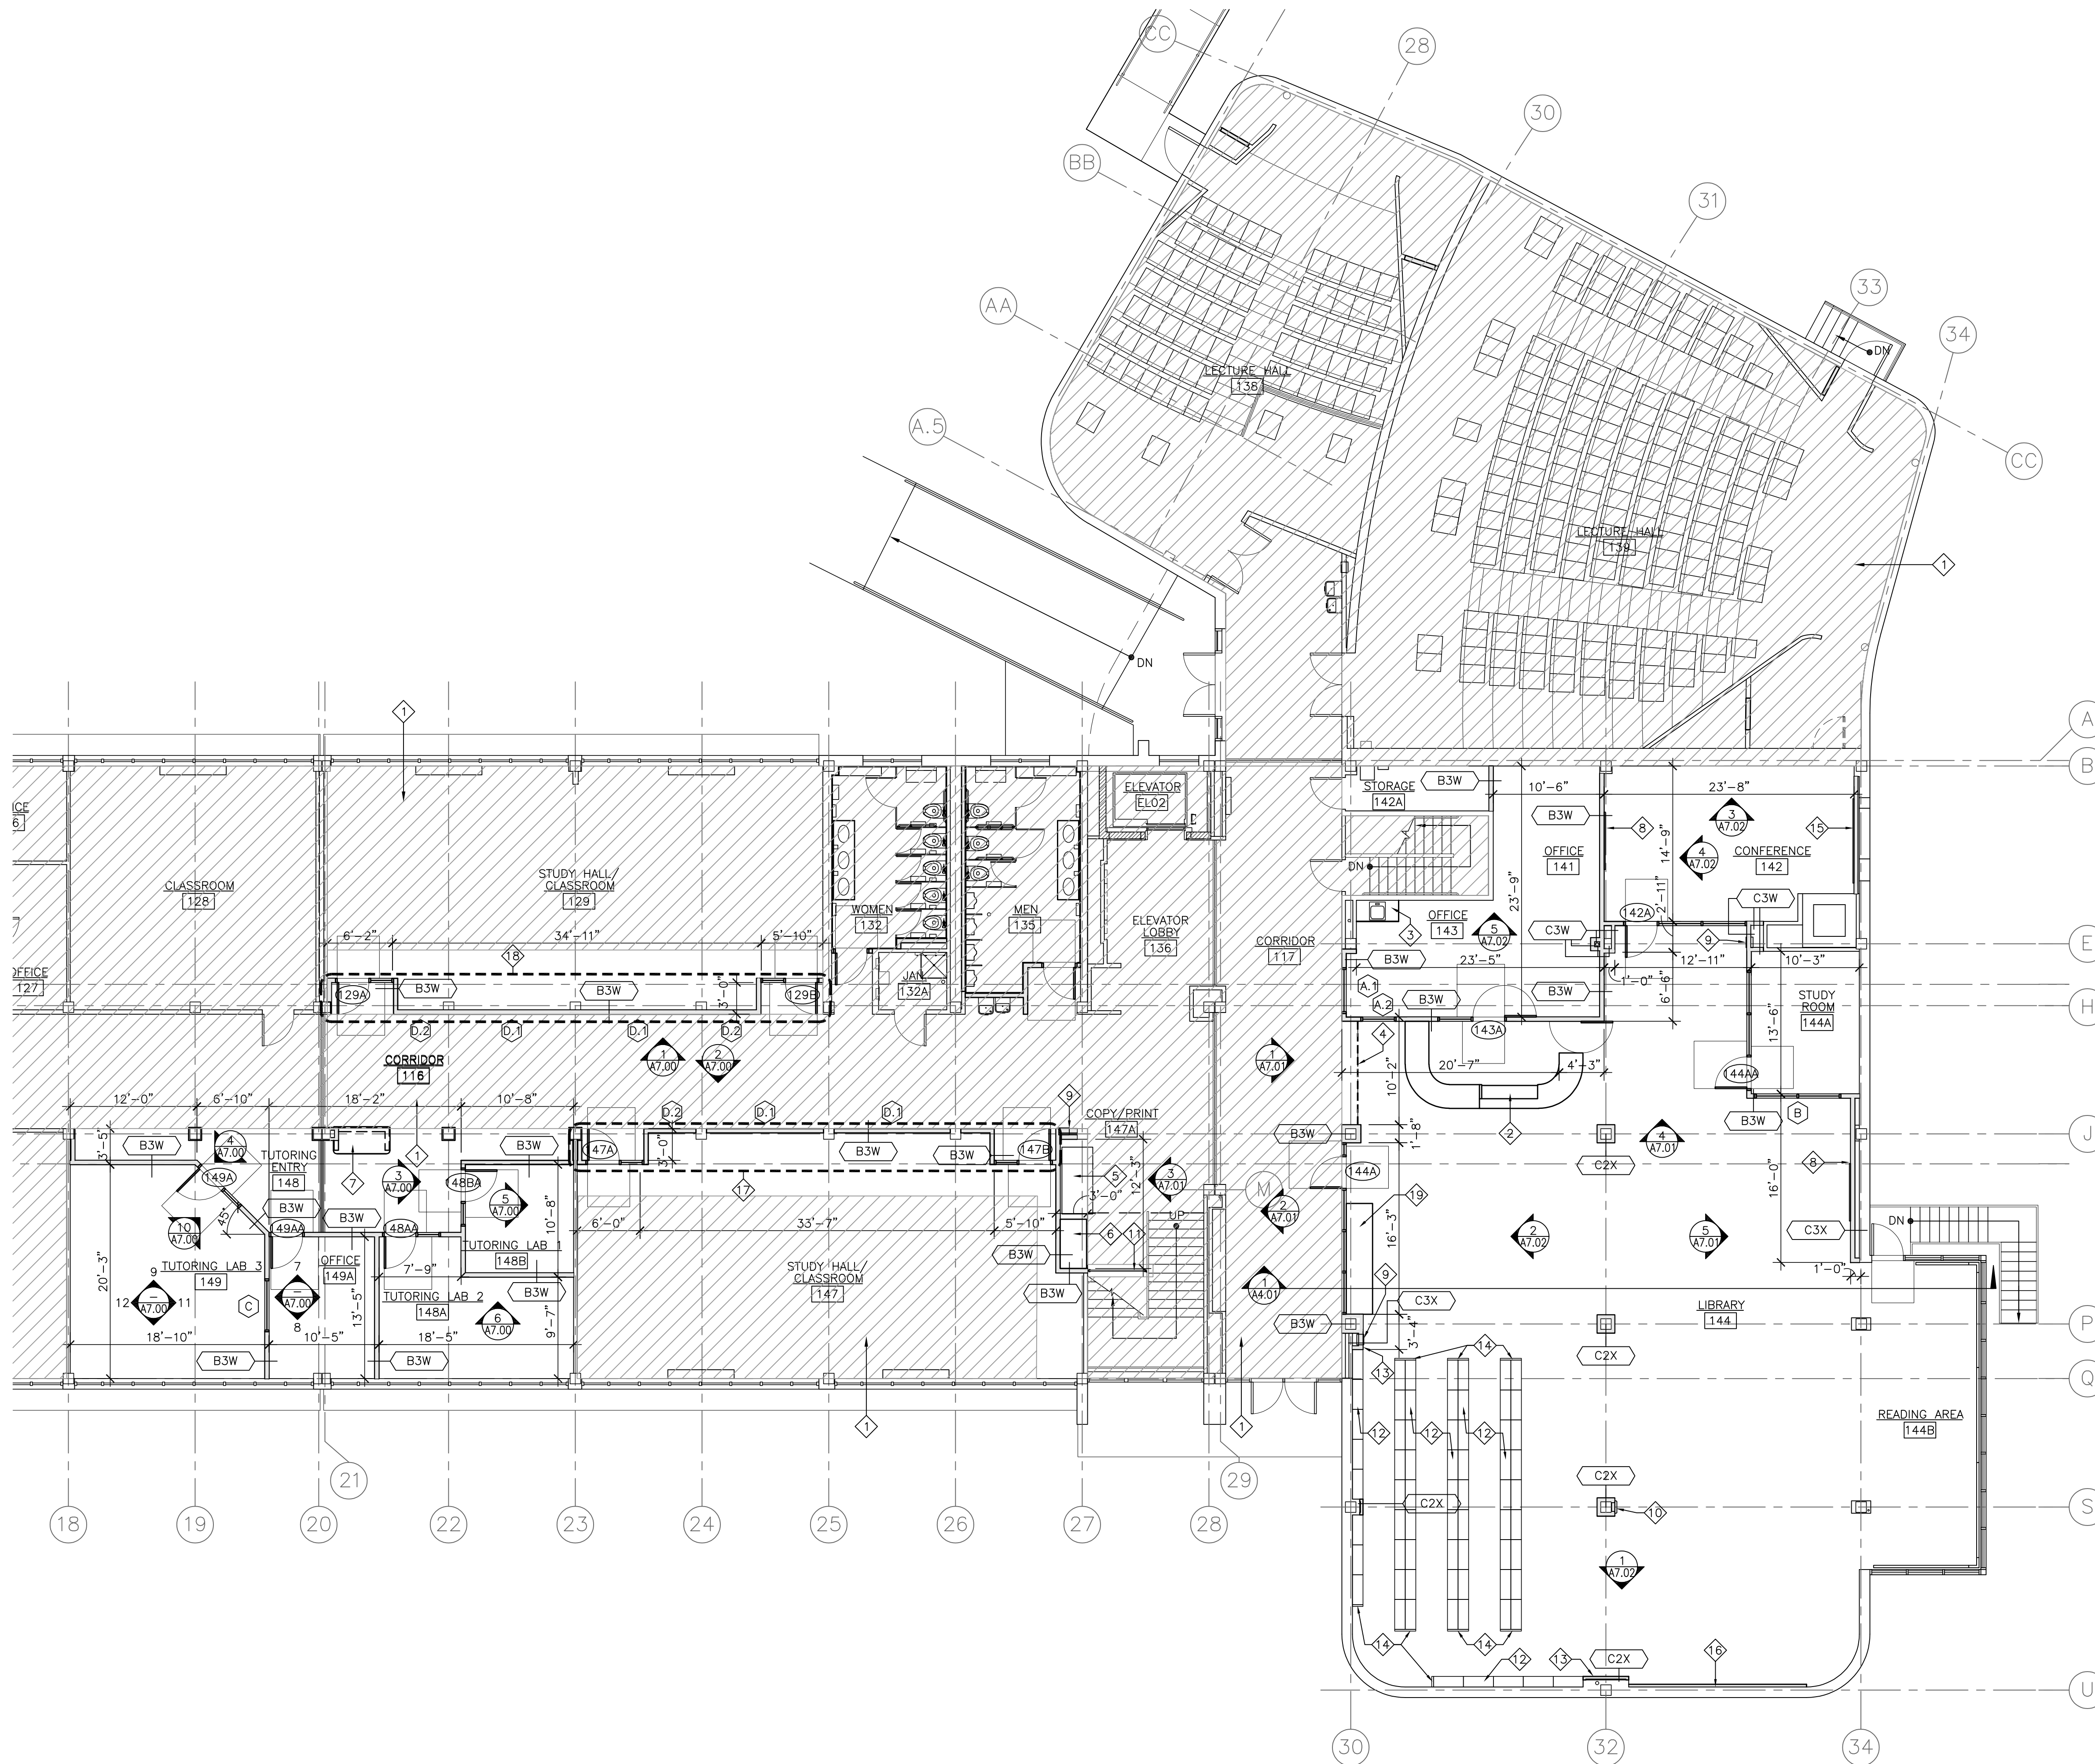 CC
28
30
BB
31
33
34
AA
DN
LECTURE HALL
138
A.5
CC
LECTURE HALL
139
1
DN
1
A
B
STORAGE
142A
B3W
10'-6"
23'-8"
ELEVATOR
EL02
3
A7.02
B3W
8
15
14'-9"
4
A7.02
CONFERENCE
142
OFFICE
141
DN
CLASSROOM
128
STUDY HALL/
CLASSROOM
129
23'-9"
2'-11"
C3W
WOMEN
132
MEN
135
ELEVATOR
LOBBY
136
OFFICE
143
3
5
A7.02
142A
C3W
9
E
6'-2"
34'-11"
5'-10"
18
CORRIDOR
117
B3W
23'-5"
12'-11"
10'-3"
OFFICE
127
JAN
132A
1'-0"
6'-6"
129A
B3W
B3W
3'-0"
129B
A.1
A.2
B3W
B3W
STUDY
ROOM
144A
H
D.2
D.1
D.1
D.2
4
143A
13'-6"
CORRIDOR
116
1
A7.00
2
A7.00
1
A7.01
20'-7"
4'-3"
144AA
10'-2"
12'-0"
6'-10"
18'-2"
10'-8"
D.2
D.1
D.1
9
COPY/PRINT
147A
2
B3W
B
3'-5"
B3W
4
A7.00
B3W
147A
3'-0"
B3W
B3W
147B
B3W
1'-8"
4
A7.01
J
TUTORING
ENTRY
148
1
7
3
A7.00
148BA
5
A7.00
17
5
12'-3"
3
A7.01
M
144A
C2X
8
149A
10
A7.00
45°
B3W
B3W
10'-8"
3'-0"
2
A7.01
19
16'-3"
16'-0"
149AA
148AA
6'-0"
33'-7"
5'-10"
UP
2
A7.02
5
A7.01
C3X
DN
20'-3"
TUTORING LAB 3
149
OFFICE
149A
7'-9"
TUTORING LAB 1
148B
STUDY HALL/
CLASSROOM
147
B3W
6
11
9
1'-0"
9
12
A7.00
11
C
7
A7.00
8
13'-5"
TUTORING LAB 2
148A
B3W
6
A7.00
9'-7"
B3W
1
A4.01
C3X
LIBRARY
144
18'-10"
10'-5"
18'-5"
B3W
3'-4"
P
B3W
B3W
14
C2X
13
Q
1
1
12
12
12
READING AREA
144B
21
29
C2X
C2X
10
S
18
19
20
22
23
24
25
26
27
28
1
A7.02
14
14
12
13
C2X
16
U
30
32
34